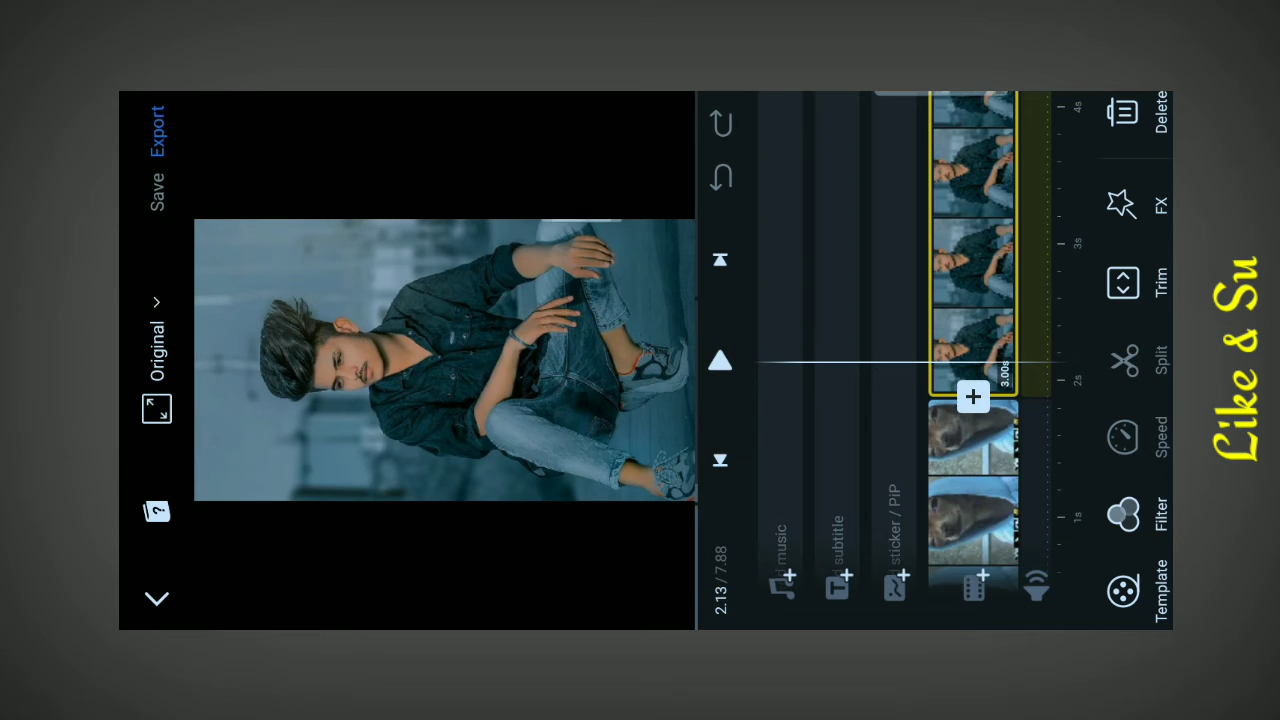 Save Export
Original
?
2.13 / 7.88
music
subtitle
sticker / PiP
3.00s
1s
2s
3s
4s
Template
Filter
Speed
Split
Trim
FX
Delete
Like & Su